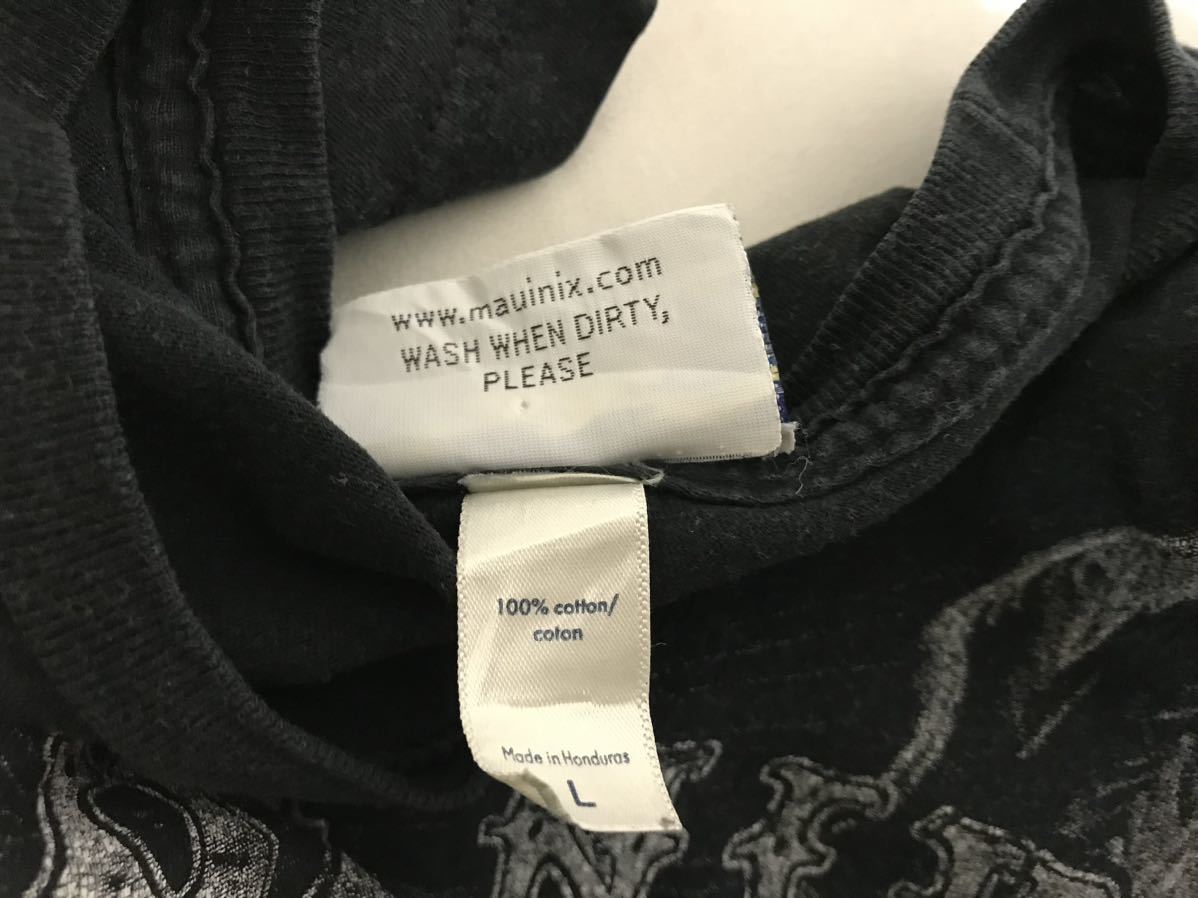 www.mauinix.com
WASH WHEN DIRTY,
PLEASE
100% cotton/
coton
Made in Honduras
L